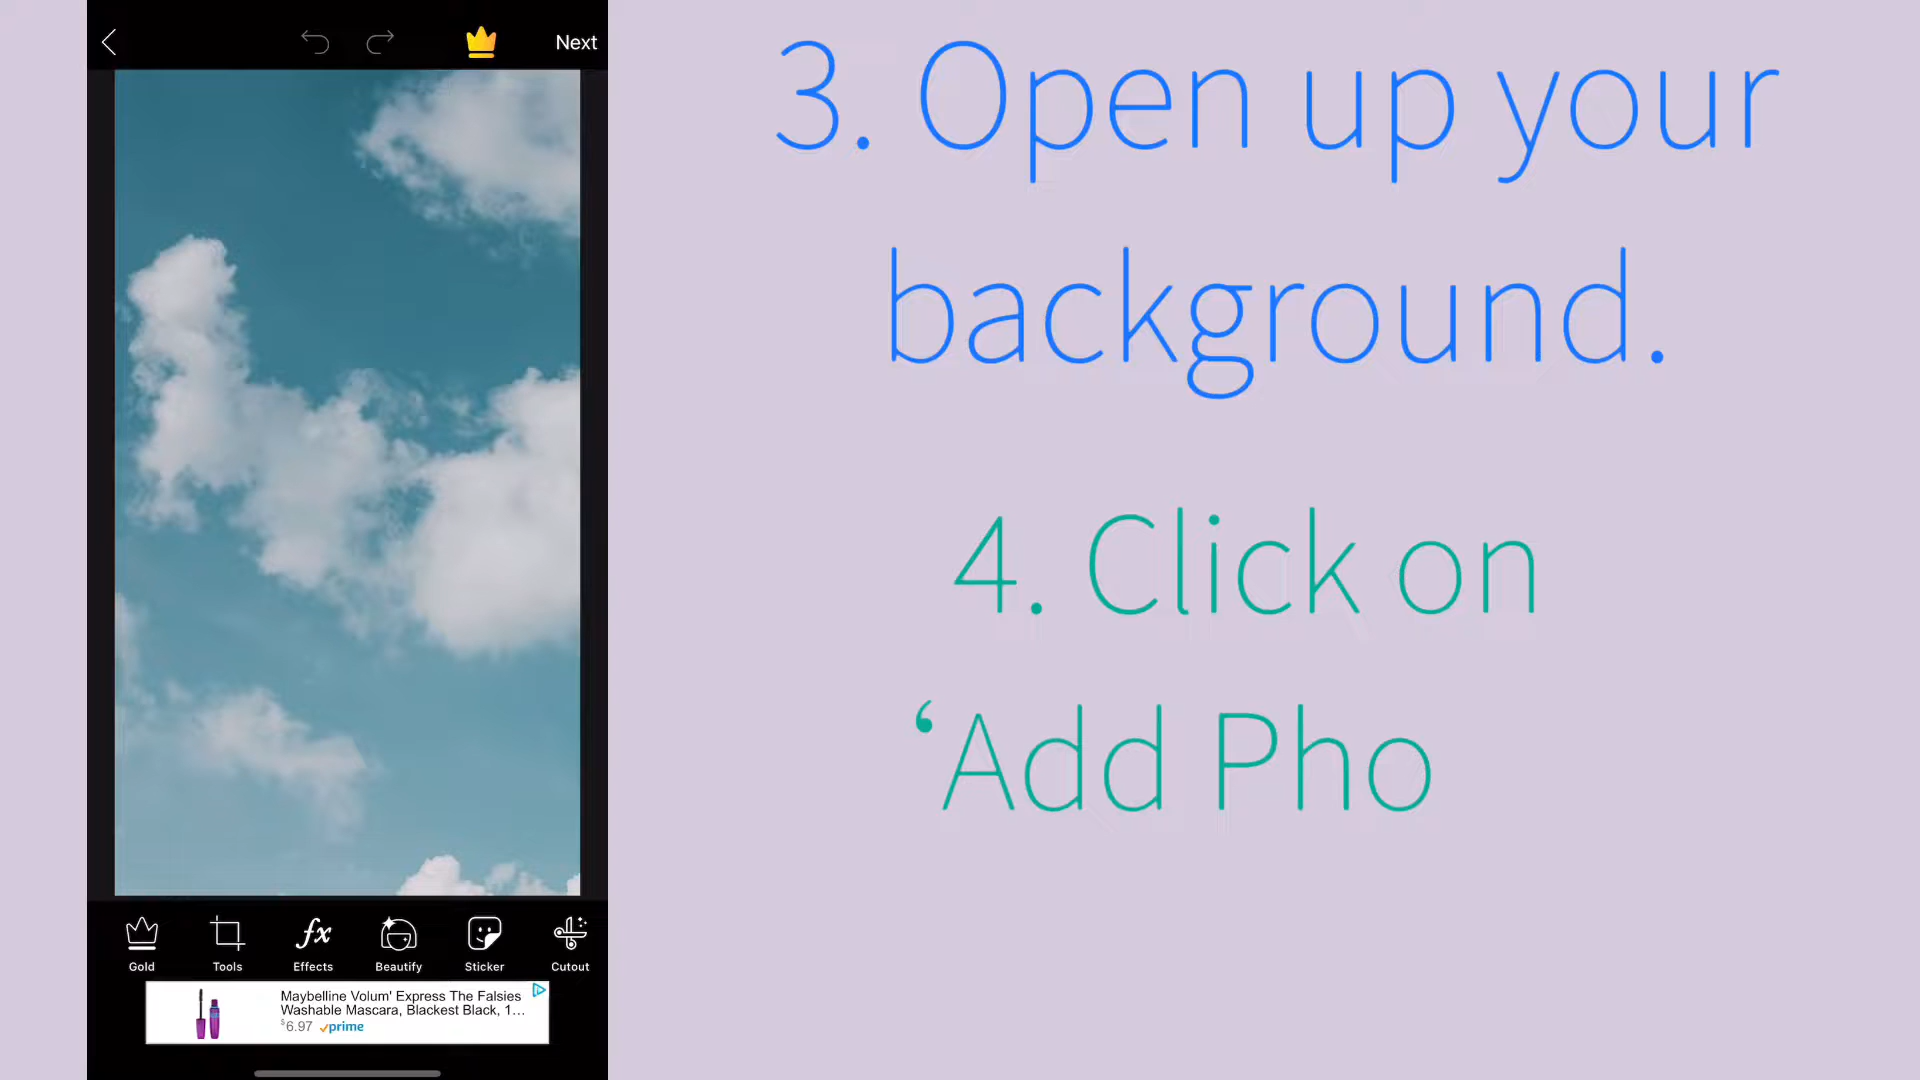 Next
3. Open up your
background.
4. Click on
‘Add Pho
Gold
Tools
Effects
Beautify
Sticker
Cutout
Maybelline Volum' Express The Falsies
Washable Mascara, Blackest Black, 1...
$6.97 prime